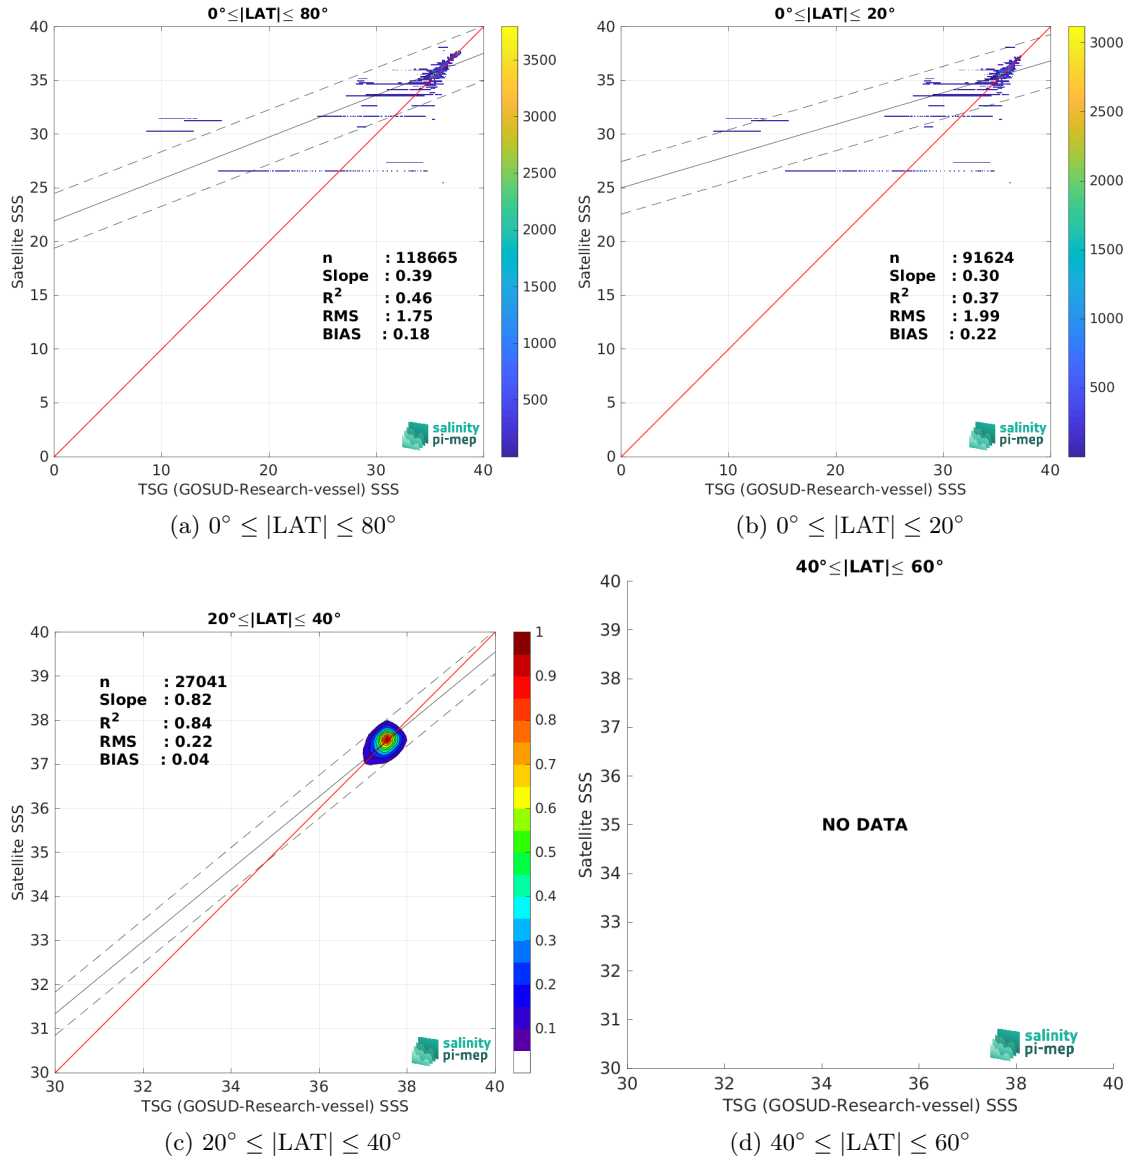 0°≤|LAT|≤ 80°
40
35
30
25
20
15
10
5
0
Satellite SSS
n : 118665
Slope : 0.39
R² : 0.46
RMS : 1.75
BIAS : 0.18
salinity
pi-mep
0 10 20 30 40
TSG (GOSUD-Research-vessel) SSS
3500
3000
2500
2000
1500
1000
500
(a) 0° ≤ |LAT| ≤ 80°
0°≤|LAT|≤ 20°
40
35
30
25
20
15
10
5
0
Satellite SSS
n : 91624
Slope : 0.30
R² : 0.37
RMS : 1.99
BIAS : 0.22
salinity
pi-mep
0 10 20 30 40
TSG (GOSUD-Research-vessel) SSS
3000
2500
2000
1500
1000
500
(b) 0° ≤ |LAT| ≤ 20°
20°≤|LAT|≤ 40°
40
39
38
37
36
35
34
33
32
31
30
Satellite SSS
n : 27041
Slope : 0.82
R² : 0.84
RMS : 0.22
BIAS : 0.04
salinity
pi-mep
30 32 34 36 38 40
TSG (GOSUD-Research-vessel) SSS
1
0.9
0.8
0.7
0.6
0.5
0.4
0.3
0.2
0.1
(c) 20° ≤ |LAT| ≤ 40°
40°≤|LAT|≤ 60°
40
39
38
37
36
35
34
33
32
31
30
Satellite SSS
NO DATA
salinity
pi-mep
30 32 34 36 38 40
TSG (GOSUD-Research-vessel) SSS
(d) 40° ≤ |LAT| ≤ 60°